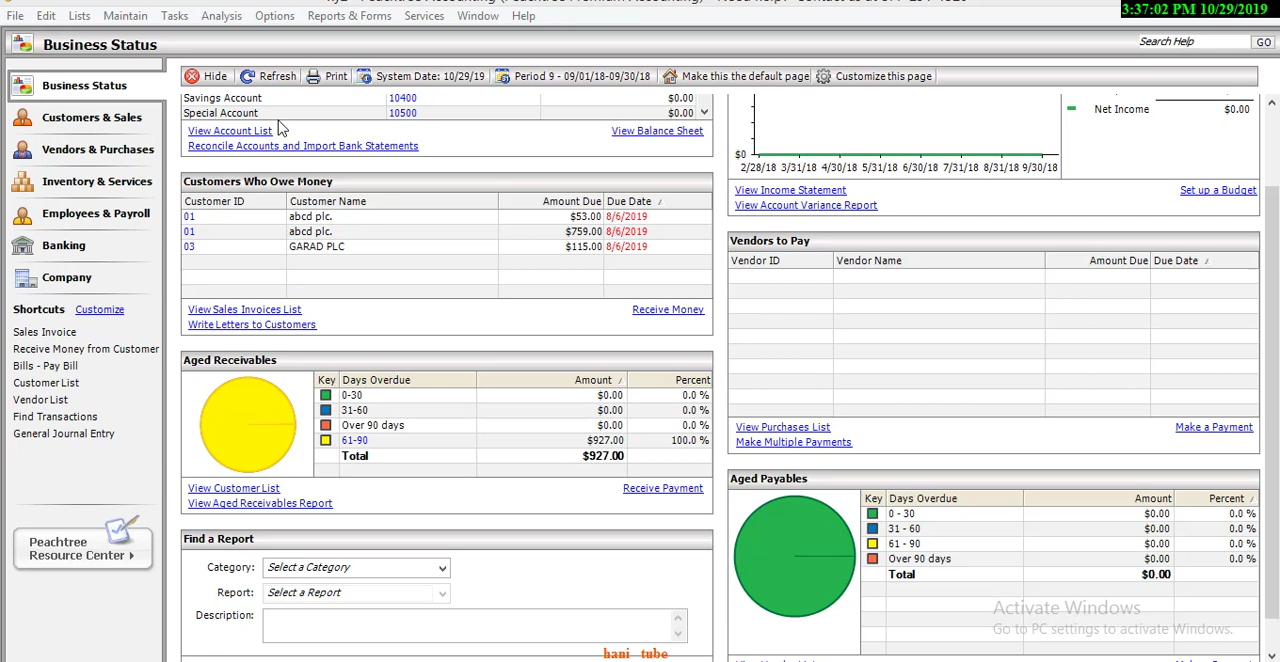 3:37:02 PM 10/29/2019
File Edit Lists Maintain Tasks Analysis Options Reports & Forms Services Window Help
Business Status
Search Help GO
Business Status
Customers & Sales
Vendors & Purchases
Inventory & Services
Employees & Payroll
Banking
Company
Shortcuts Customize
Sales Invoice
Receive Money from Customer
Bills - Pay Bill
Customer List
Vendor List
Find Transactions
General Journal Entry
Peachtree
Resource Center
Hide Refresh Print System Date: 10/29/19 Period 9 - 09/01/18-09/30/18 Make this the default page Customize this page
Savings Account 10400 $0.00
Special Account 10500 $0.00
View Account List View Balance Sheet
Reconcile Accounts and Import Bank Statements
Customers Who Owe Money
Customer ID Customer Name Amount Due Due Date
01 abcd plc. $53.00 8/6/2019
01 abcd plc. $759.00 8/6/2019
03 GARAD PLC $115.00 8/6/2019
View Sales Invoices List Receive Money
Write Letters to Customers
Aged Receivables
Key Days Overdue Amount Percent
0-30 $0.00 0.0 %
31-60 $0.00 0.0 %
Over 90 days $0.00 0.0 %
61-90 $927.00 100.0 %
Total $927.00
View Customer List Receive Payment
View Aged Receivables Report
Find a Report
Category: Select a Category
Report: Select a Report
Description:
hani tube
Net Income $0.00
$0
2/28/18 3/31/18 4/30/18 5/31/18 6/30/18 7/31/18 8/31/18 9/30/18
View Income Statement Set up a Budget
View Account Variance Report
Vendors to Pay
Vendor ID Vendor Name Amount Due Due Date
View Purchases List Make a Payment
Make Multiple Payments
Aged Payables
Key Days Overdue Amount Percent
0 - 30 $0.00 0.0 %
31 - 60 $0.00 0.0 %
61 - 90 $0.00 0.0 %
Over 90 days $0.00 0.0 %
Total $0.00
Activate Windows
Go to PC settings to activate Windows.